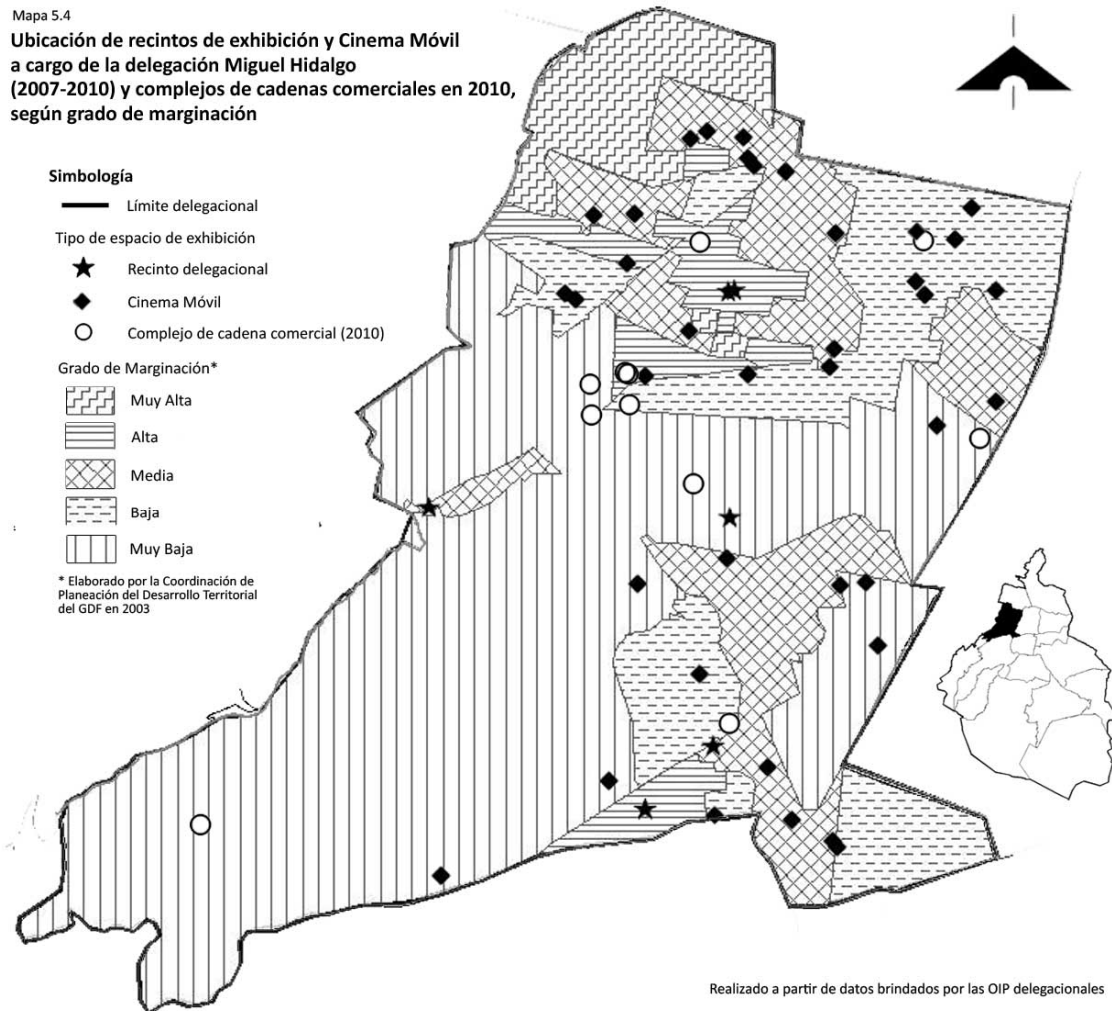 Mapa 5.4
Ubicación de recintos de exhibición y Cinema Móvil
a cargo de la delegación Miguel Hidalgo
(2007-2010) y complejos de cadenas comerciales en 2010,
según grado de marginación
Simbología
Límite delegacional
Tipo de espacio de exhibición
Recinto delegacional
Cinema Móvil
Complejo de cadena comercial (2010)
Grado de Marginación*
Muy Alta
Alta
Media
Baja
Muy Baja
* Elaborado por la Coordinación de
Planeación del Desarrollo Territorial
del GDF en 2003
Realizado a partir de datos brindados por las OIP delegacionales